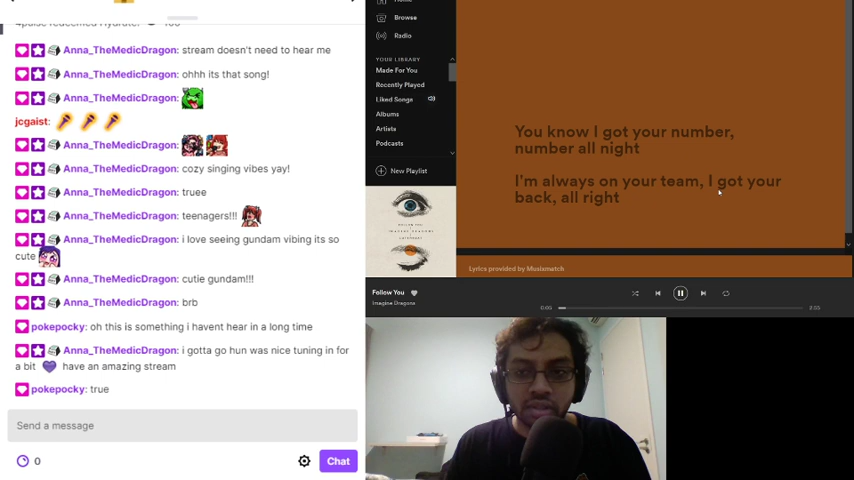 Anna_TheMedicDragon: stream doesn't need to hear me
Anna_TheMedicDragon: ohhh its that song!
Anna_TheMedicDragon:
jcgaist:
Anna_TheMedicDragon:
Anna_TheMedicDragon: cozy singing vibes yay!
Anna_TheMedicDragon: truee
Anna_TheMedicDragon: teenagers!!!
Anna_TheMedicDragon: i love seeing gundam vibing its so
cute
Anna_TheMedicDragon: cutie gundam!!!
Anna_TheMedicDragon: brb
pokepocky: oh this is something i havent hear in a long time
Anna_TheMedicDragon: i gotta go hun was nice tuning in for
a bit have an amazing stream
pokepocky: true
Send a message
0
Chat
Browse
Radio
YOUR LIBRARY
Made For You
Recently Played
Liked Songs
Albums
Artists
Podcasts
New Playlist
You know I got your number,
number all night
I'm always on your team, I got your
back, all right
Lyrics provided by Musixmatch
Follow You
Imagine Dragons